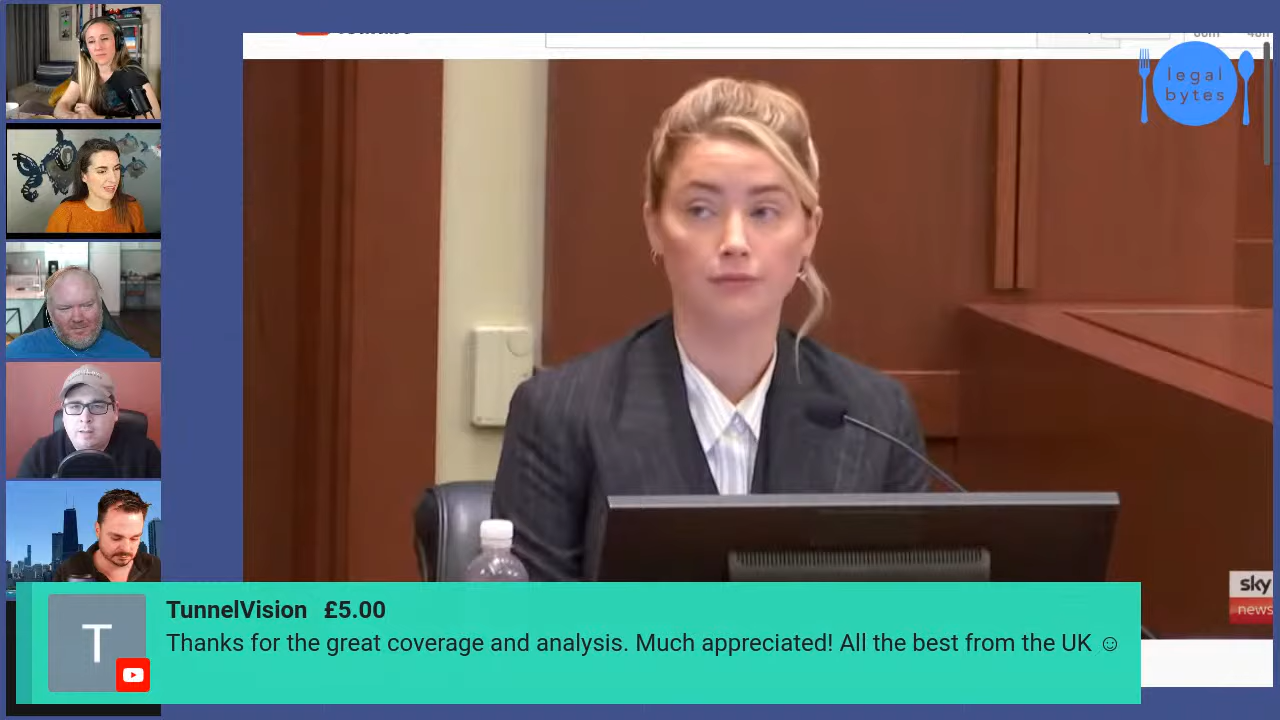 legal
bytes
sky
news
TunnelVision £5.00
Thanks for the great coverage and analysis. Much appreciated! All the best from the UK ☺
T